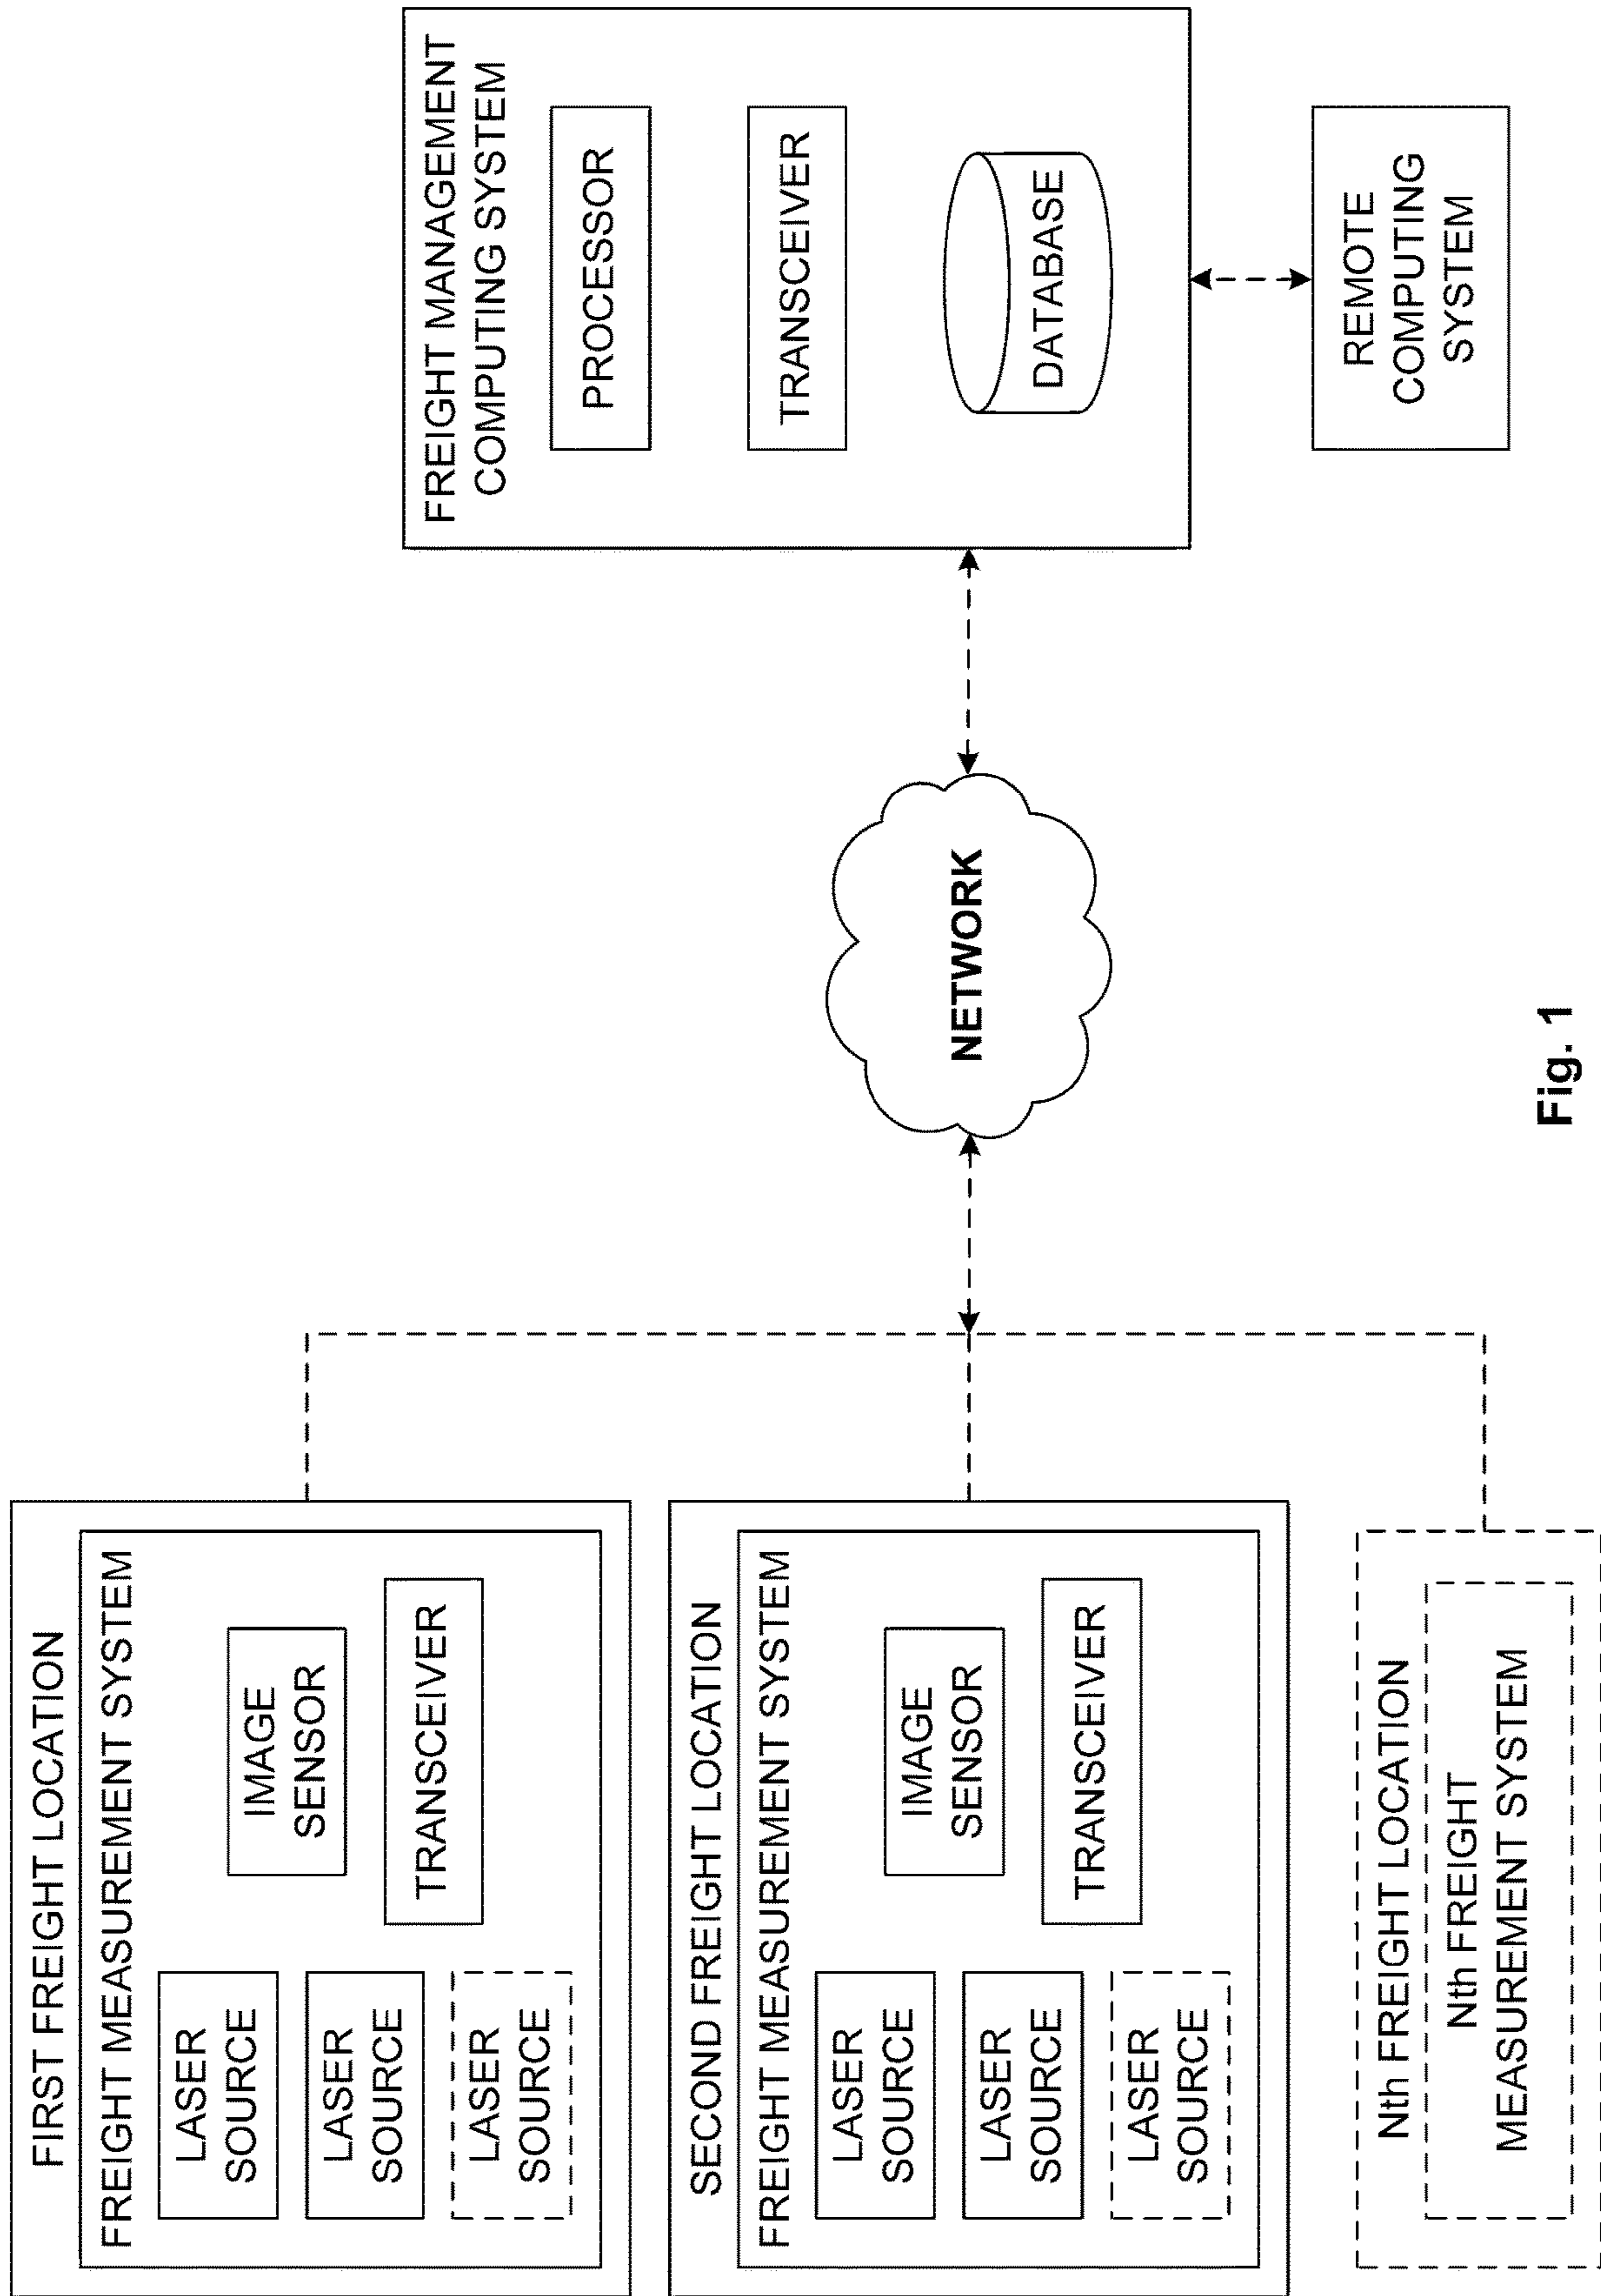 FIRST FREIGHT LOCATION
FREIGHT MEASUREMENT SYSTEM
LASER
SOURCE
LASER
SOURCE
LASER
SOURCE
IMAGE
SENSOR
TRANSCEIVER
SECOND FREIGHT LOCATION
FREIGHT MEASUREMENT SYSTEM
LASER
SOURCE
LASER
SOURCE
LASER
SOURCE
IMAGE
SENSOR
TRANSCEIVER
Nth FREIGHT LOCATION
Nth FREIGHT
MEASUREMENT SYSTEM
NETWORK
FREIGHT MANAGEMENT
COMPUTING SYSTEM
PROCESSOR
TRANSCEIVER
DATABASE
REMOTE
COMPUTING
SYSTEM
Fig. 1